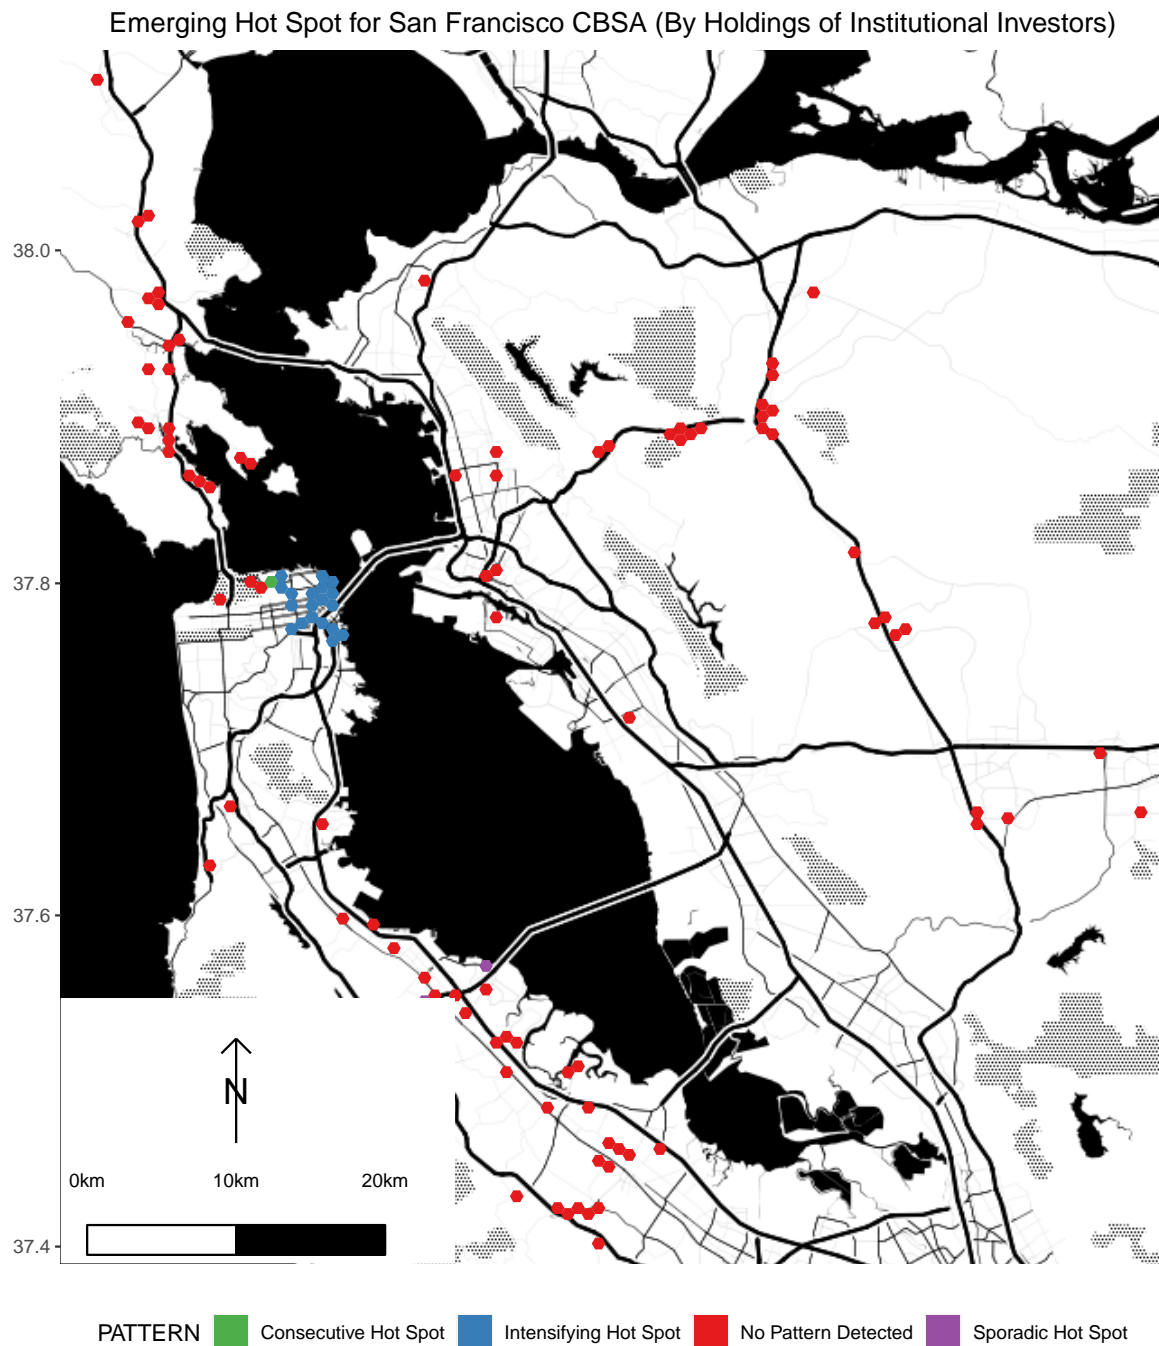 Emerging Hot Spot for San Francisco CBSA (By Holdings of Institutional Investors)
38.0
37.8
37.6
37.4
N
0km 10km 20km
PATTERN Consecutive Hot Spot Intensifying Hot Spot No Pattern Detected Sporadic Hot Spot